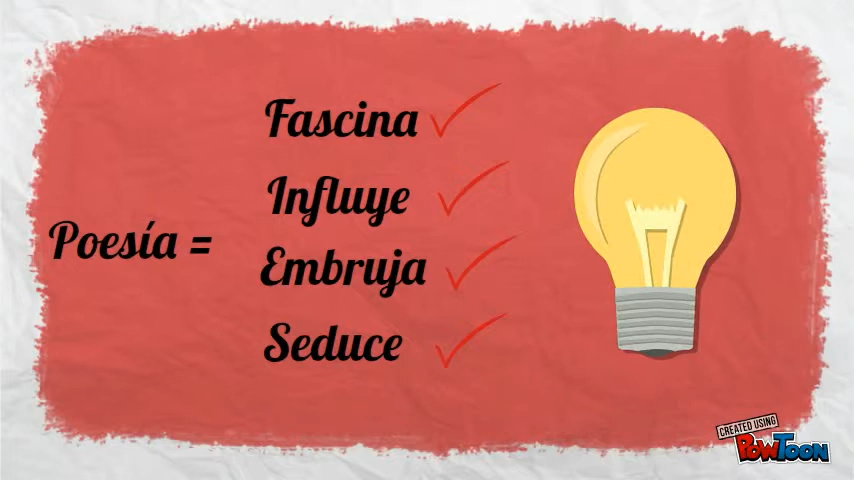 Fascina
Influye
Poesía =
Embruja
Seduce
CREATED USING
POWTOON